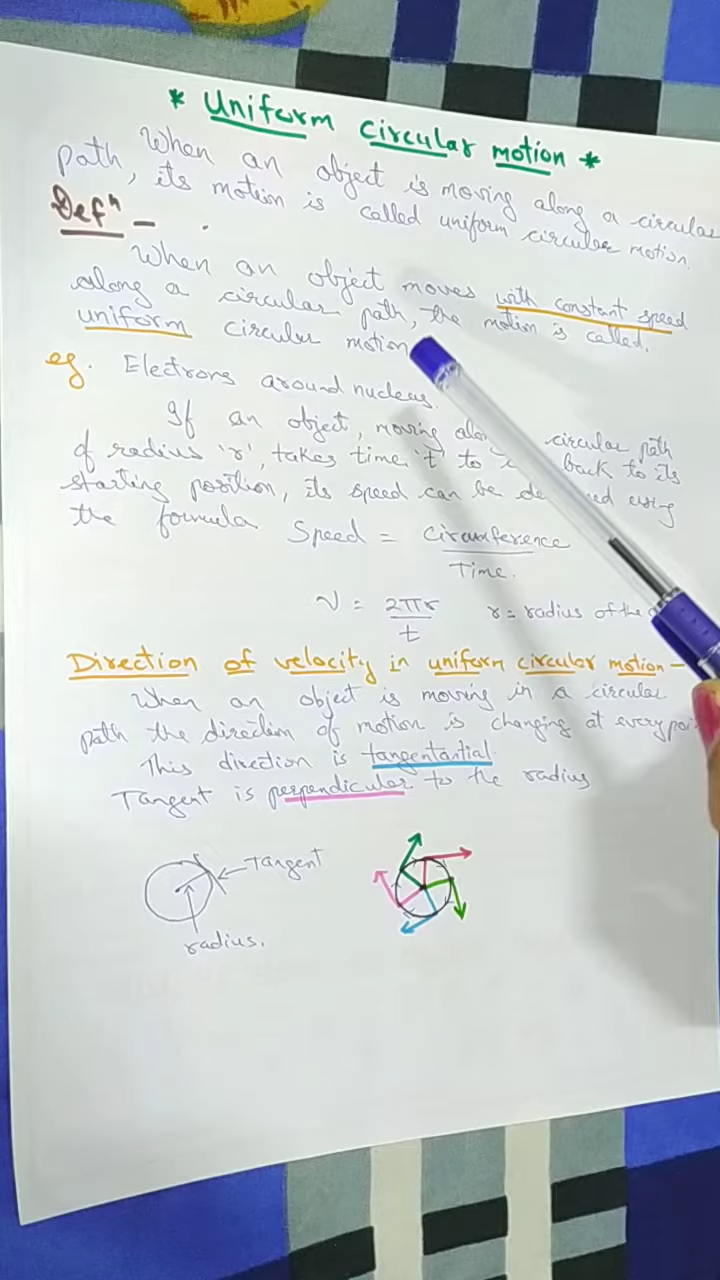 * Uniform circular motion *
When an object is moving along a circular
path, its motion is called uniform circular motion.
Defⁿ -
When an object moves with constant speed
along a circular path, the motion is called.
uniform circular motion
eg. Electrons around nucleus.
If an object, moving alon circular path
of radius 'r', takes time 't' to back to its
starting position, its speed can be using
the formula Speed = Circumference
Time.
v = 2πr r = radius of the
t
Direction of velocity in uniform circular motion -
When an object is moving in a circular
path the direction of motion is changing at every poi
This direction is tangentantial
Tangent is perpendicular to the radius
Tangent
radius.